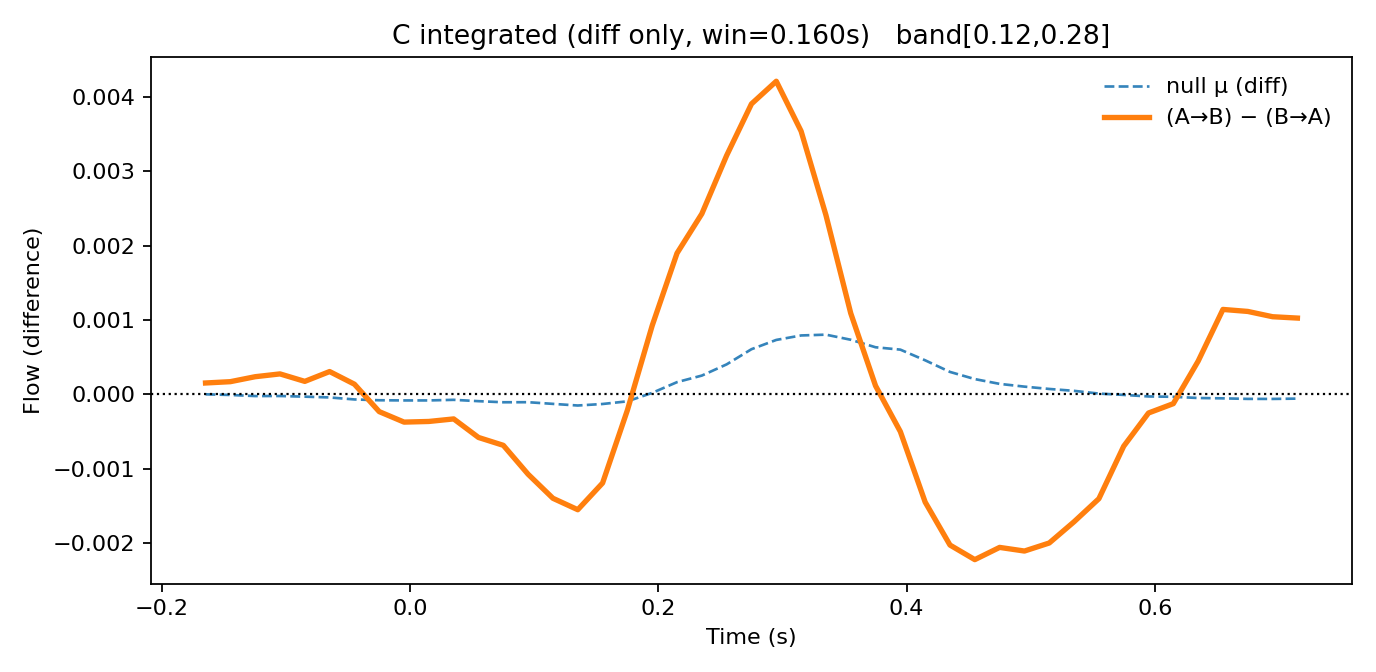 C integrated (diff only, win=0.160s)   band[0.12,0.28]
null μ (diff)
(A→B) − (B→A)
Flow (difference)
0.004
0.003
0.002
0.001
0.000
−0.001
−0.002
−0.2 0.0 0.2 0.4 0.6
Time (s)